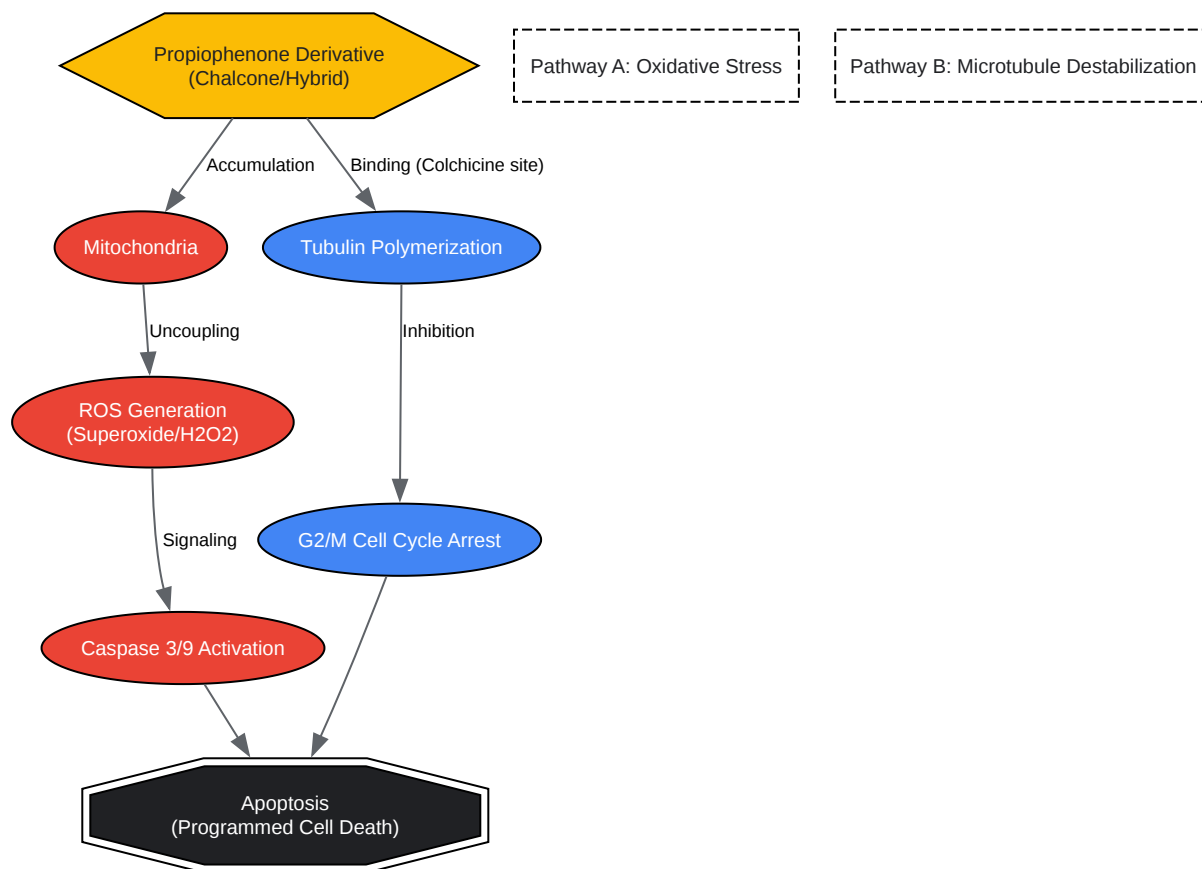 Propiophenone Derivative
(Chalcone/Hybrid)
Pathway A: Oxidative Stress
Pathway B: Microtubule Destabilization
Accumulation
Binding (Colchicine site)
Mitochondria
Tubulin Polymerization
Uncoupling
Inhibition
ROS Generation
(Superoxide/H2O2)
Signaling
G2/M Cell Cycle Arrest
Caspase 3/9 Activation
Apoptosis
(Programmed Cell Death)